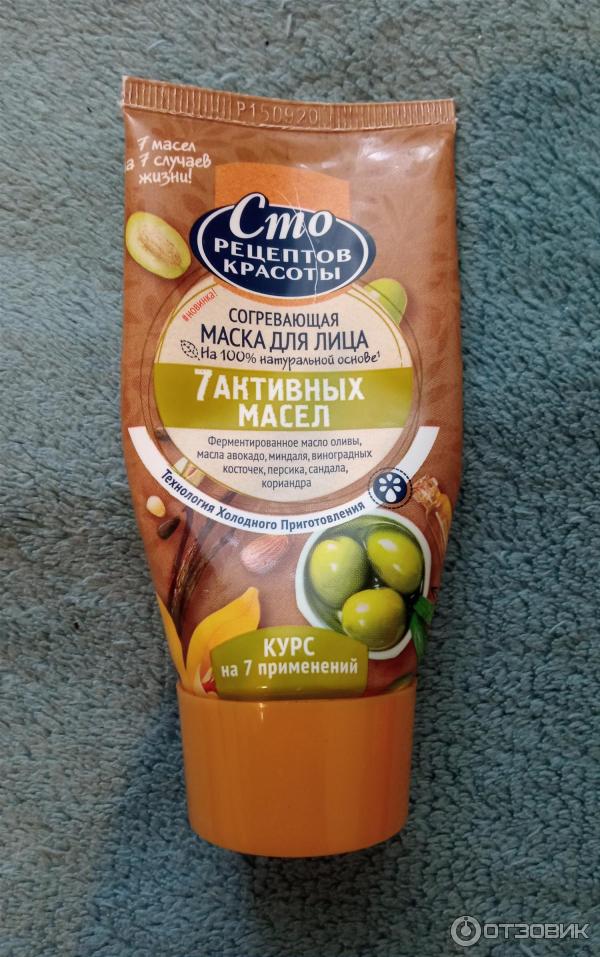 P150920
7 масел
на 7 случаев
жизни!
Сто
РЕЦЕПТОВ
КРАСОТЫ
#новинка!
СОГРЕВАЮЩАЯ
МАСКА ДЛЯ ЛИЦА
На 100% натуральной основе¹
7 АКТИВНЫХ
МАСЕЛ
Ферментированное масло оливы,
масла авокадо, миндаля, виноградных
косточек, персика, сандала,
кориандра
Технология Холодного Приготовления
КУРС
на 7 применений
ОТЗОВИК